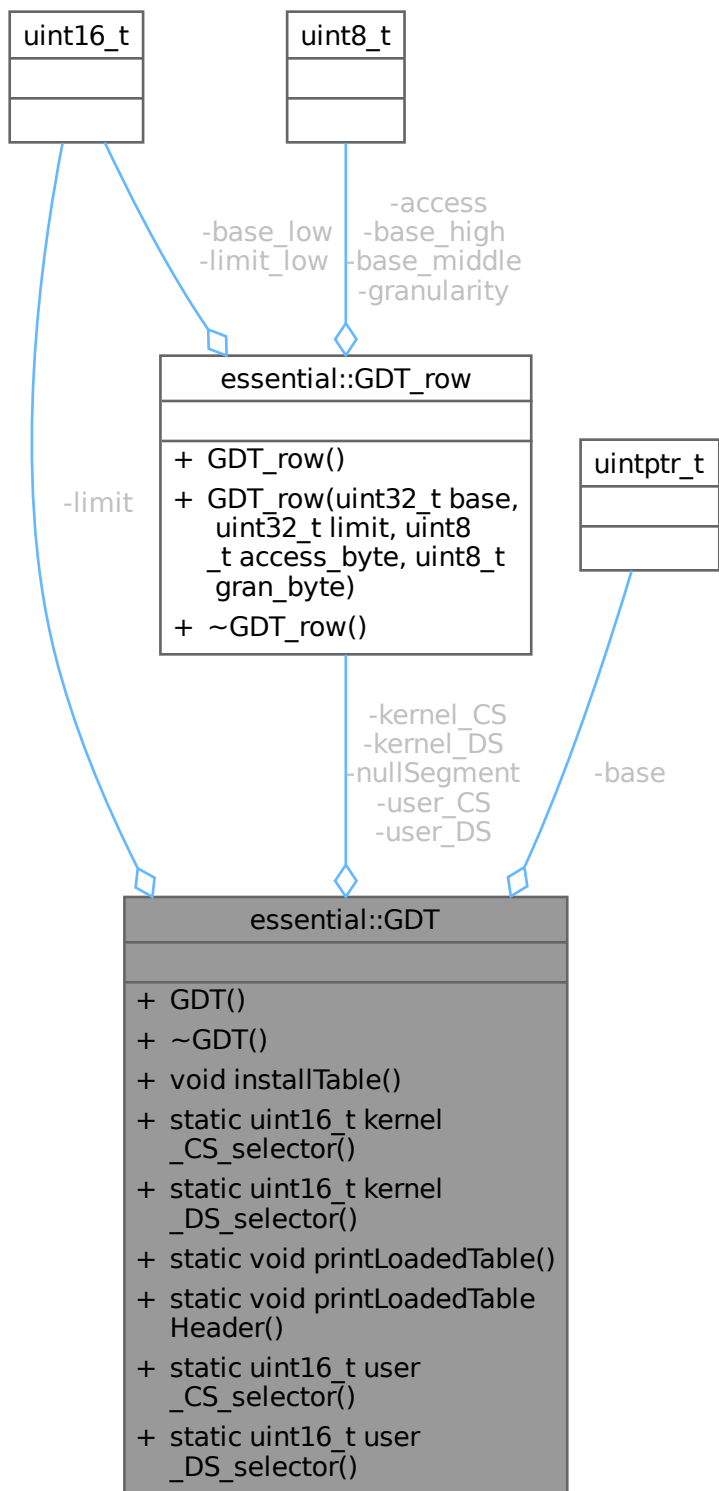 uint16_t
uint8_t
-base_low
-limit_low
-access
-base_high
-base_middle
-granularity
essential::GDT_row
+ GDT_row()
+ GDT_row(uint32_t base,
uint32_t limit, uint8
_t access_byte, uint8_t
gran_byte)
+ ~GDT_row()
uintptr_t
-limit
-kernel_CS
-kernel_DS
-nullSegment
-user_CS
-user_DS
-base
essential::GDT
+ GDT()
+ ~GDT()
+ void installTable()
+ static uint16_t kernel
_CS_selector()
+ static uint16_t kernel
_DS_selector()
+ static void printLoadedTable()
+ static void printLoadedTable
Header()
+ static uint16_t user
_CS_selector()
+ static uint16_t user
_DS_selector()